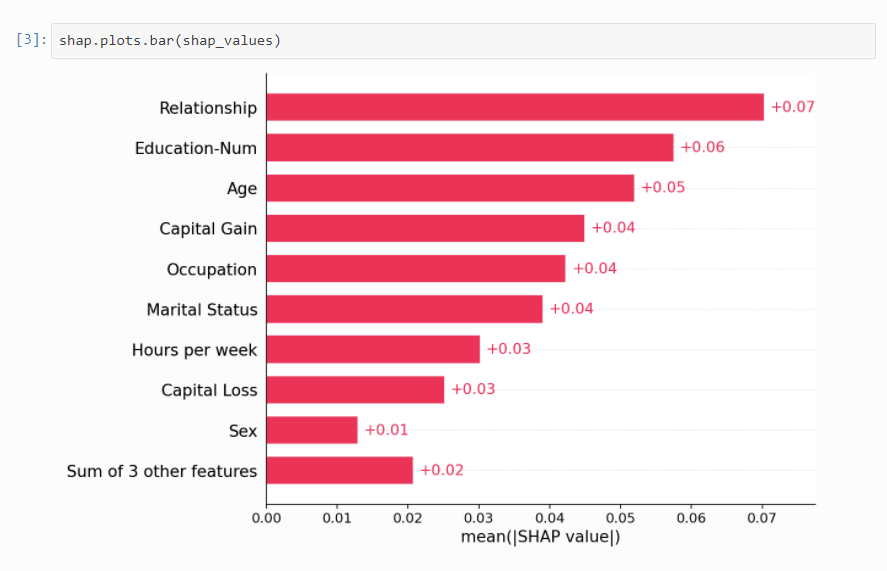 [3]: shap.plots.bar(shap_values)
Relationship +0.07
Education-Num +0.06
Age +0.05
Capital Gain +0.04
Occupation +0.04
Marital Status +0.04
Hours per week +0.03
Capital Loss +0.03
Sex +0.01
Sum of 3 other features +0.02
0.00 0.01 0.02 0.03 0.04 0.05 0.06 0.07
mean(|SHAP value|)